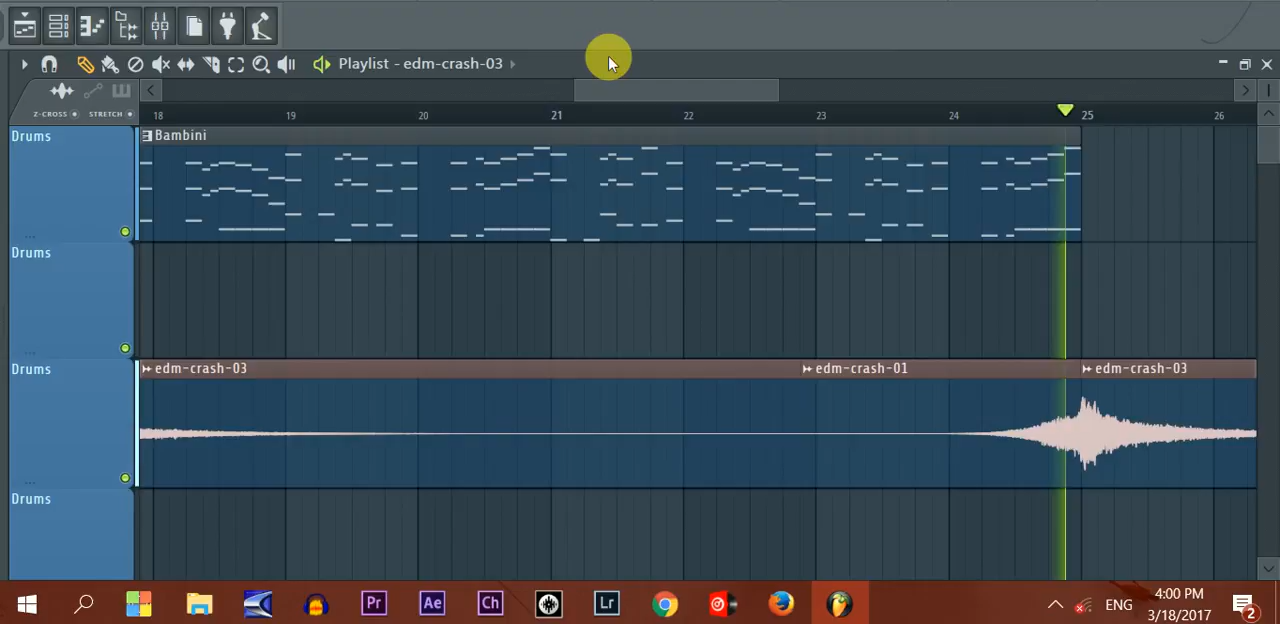 Playlist - edm-crash-03
Z-CROSS STRETCH
18 19 20 21 22 23 24 25 26
Drums
Bambini
Drums
Drums
edm-crash-03
edm-crash-01
edm-crash-03
Drums
Pr Ae Ch Lr
ENG
4:00 PM
3/18/2017
2